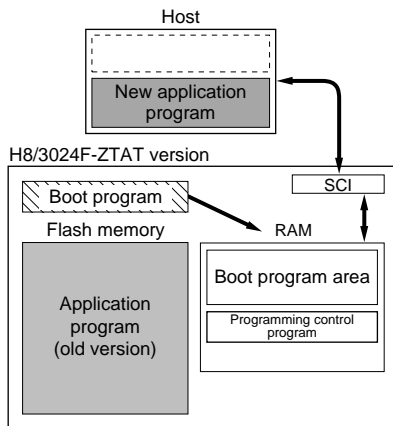 Host
New application
program
H8/3024F-ZTAT version
SCI
Boot program
Flash memory
RAM
Application
program
(old version)
Boot program area
Programming control
program